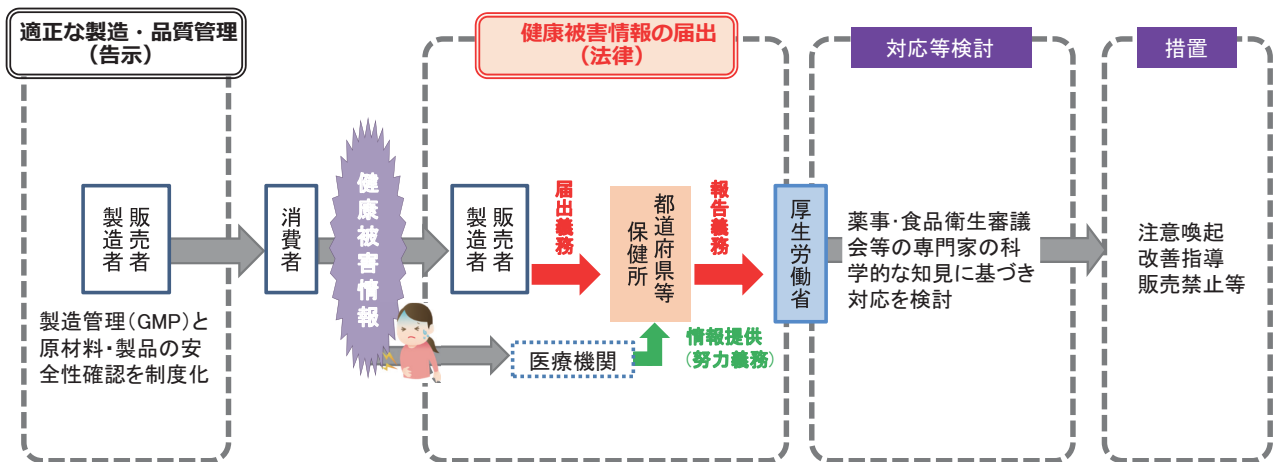 適正な製造・品質管理
（告示）
健康被害情報の届出
（法律）
対応等検討
措置
販売者
製造者
消費者
健康被害情報
販売者
製造者
届出義務
都道府県等
保健所
報告義務
厚生労働省
薬事・食品衛生審議
会等の専門家の科
学的な知見に基づき
対応を検討
注意喚起
改善指導
販売禁止等
製造管理（GMP）と
原材料・製品の安
全性確認を制度化
医療機関
情報提供
（努力義務）